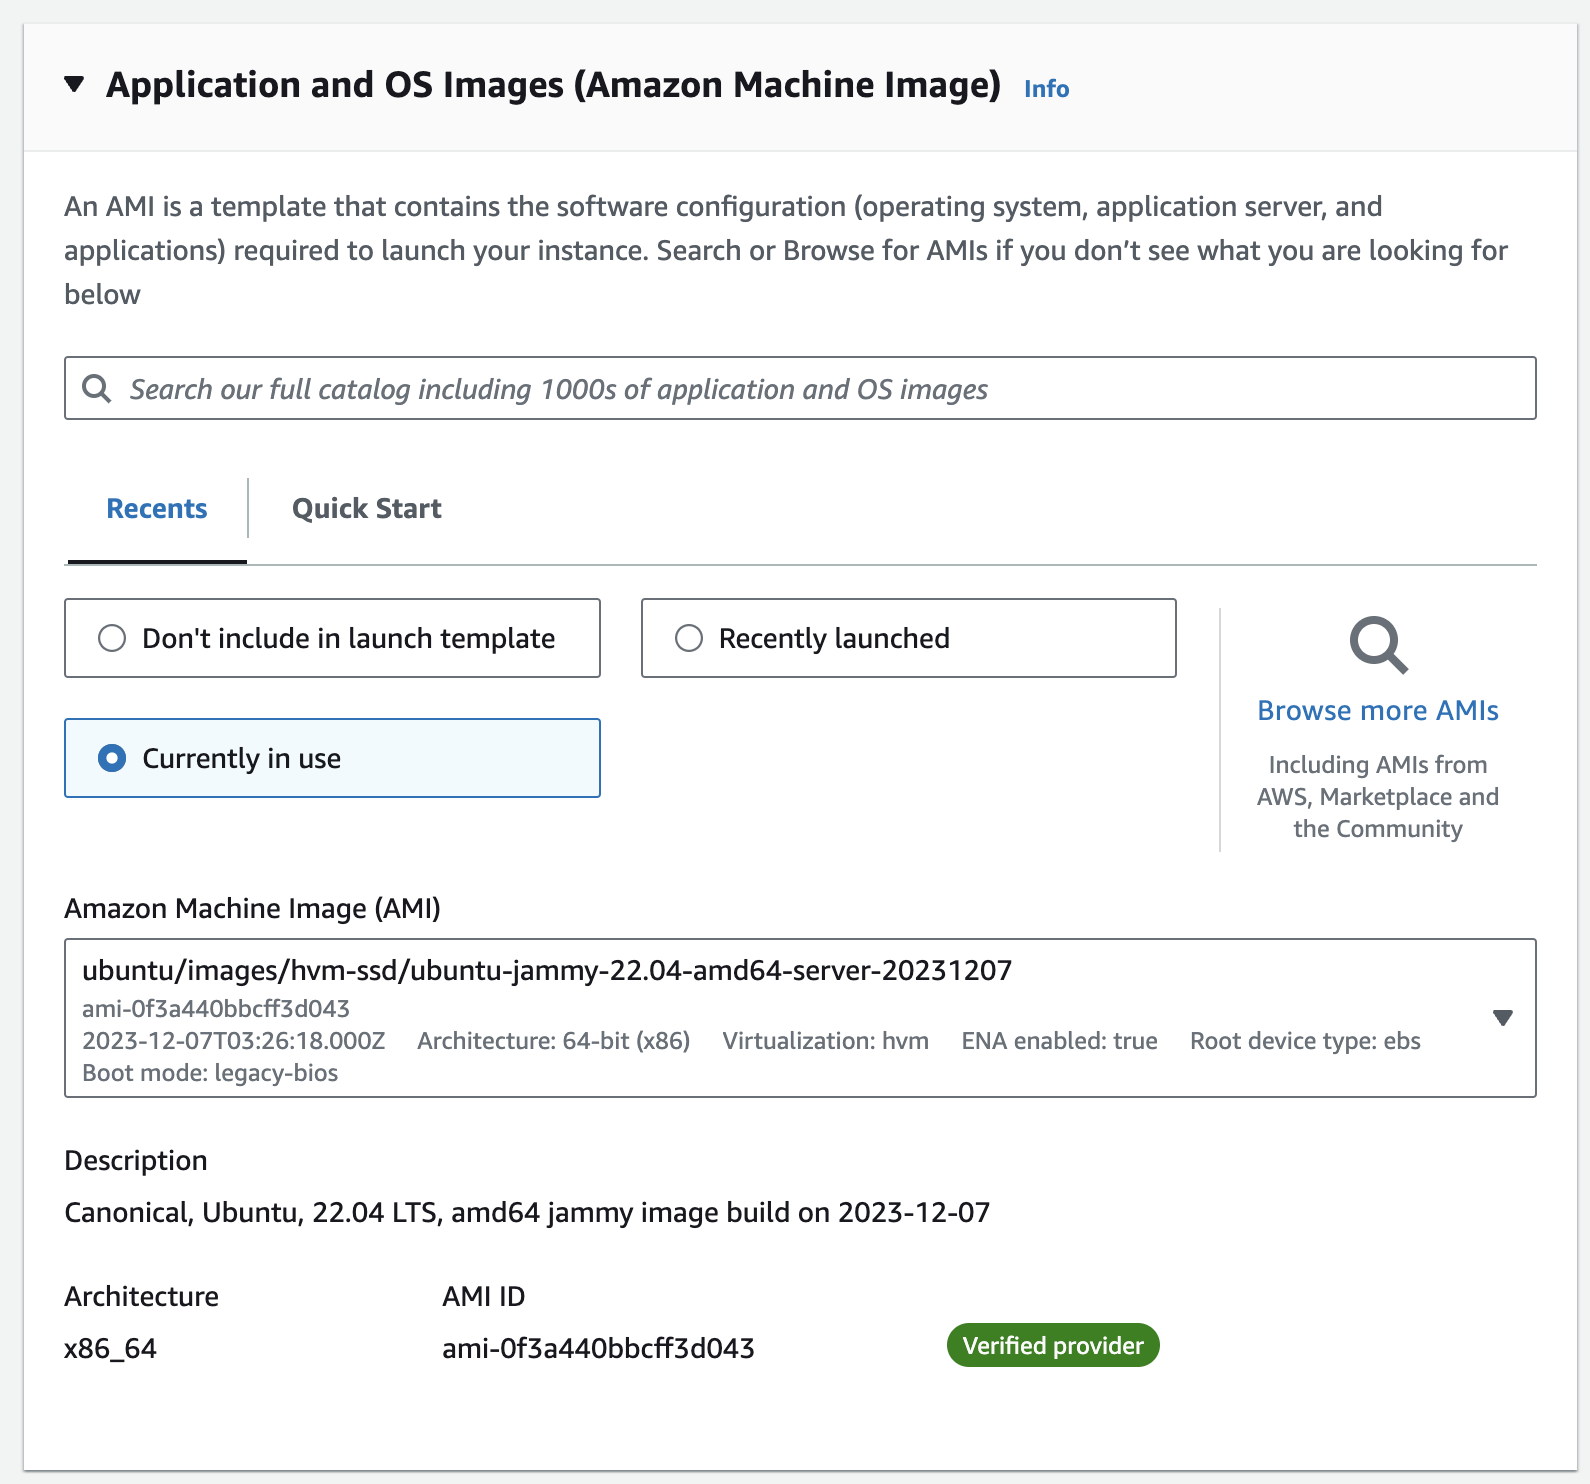 Application and OS Images (Amazon Machine Image) Info
An AMI is a template that contains the software configuration (operating system, application server, and
applications) required to launch your instance. Search or Browse for AMIs if you don’t see what you are looking for
below
Search our full catalog including 1000s of application and OS images
Recents
Quick Start
Don't include in launch template
Recently launched
Currently in use
Browse more AMIs
Including AMIs from
AWS, Marketplace and
the Community
Amazon Machine Image (AMI)
ubuntu/images/hvm-ssd/ubuntu-jammy-22.04-amd64-server-20231207
ami-0f3a440bbcff3d043
2023-12-07T03:26:18.000Z Architecture: 64-bit (x86) Virtualization: hvm ENA enabled: true Root device type: ebs
Boot mode: legacy-bios
Description
Canonical, Ubuntu, 22.04 LTS, amd64 jammy image build on 2023-12-07
Architecture
x86_64
AMI ID
ami-0f3a440bbcff3d043
Verified provider